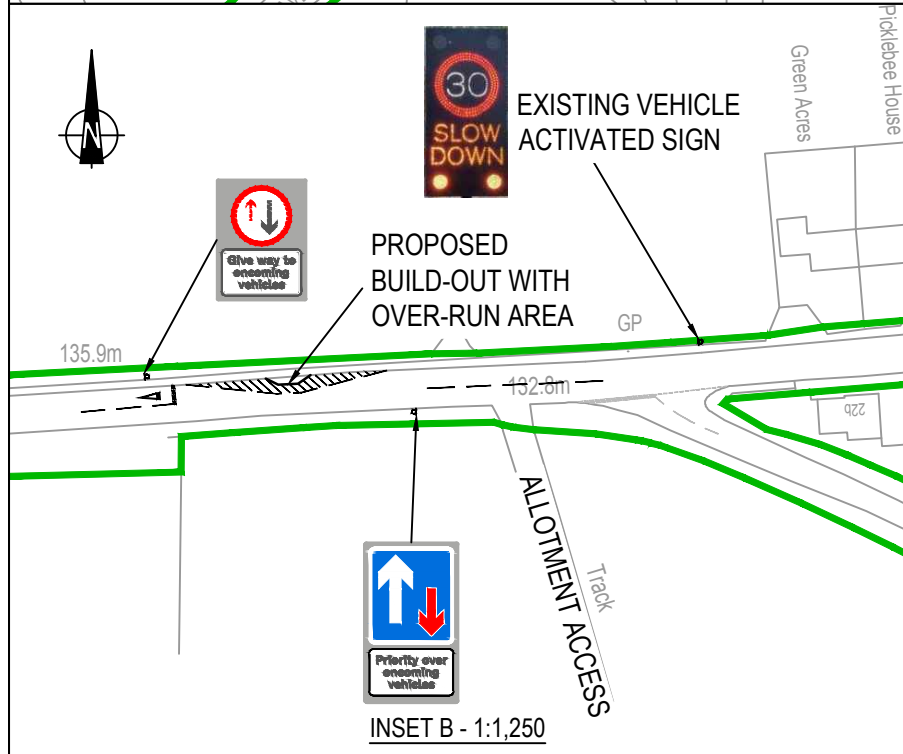 Picklebee House
Green Acres
30
SLOW
DOWN
EXISTING VEHICLE
ACTIVATED SIGN
N
Give way to
oncoming
vehicles
PROPOSED
BUILD-OUT WITH
OVER-RUN AREA
GP
135.9m
132.8m
22b
ALLOTMENT ACCESS
Track
Priority over
oncoming
vehicles
INSET B - 1:1,250